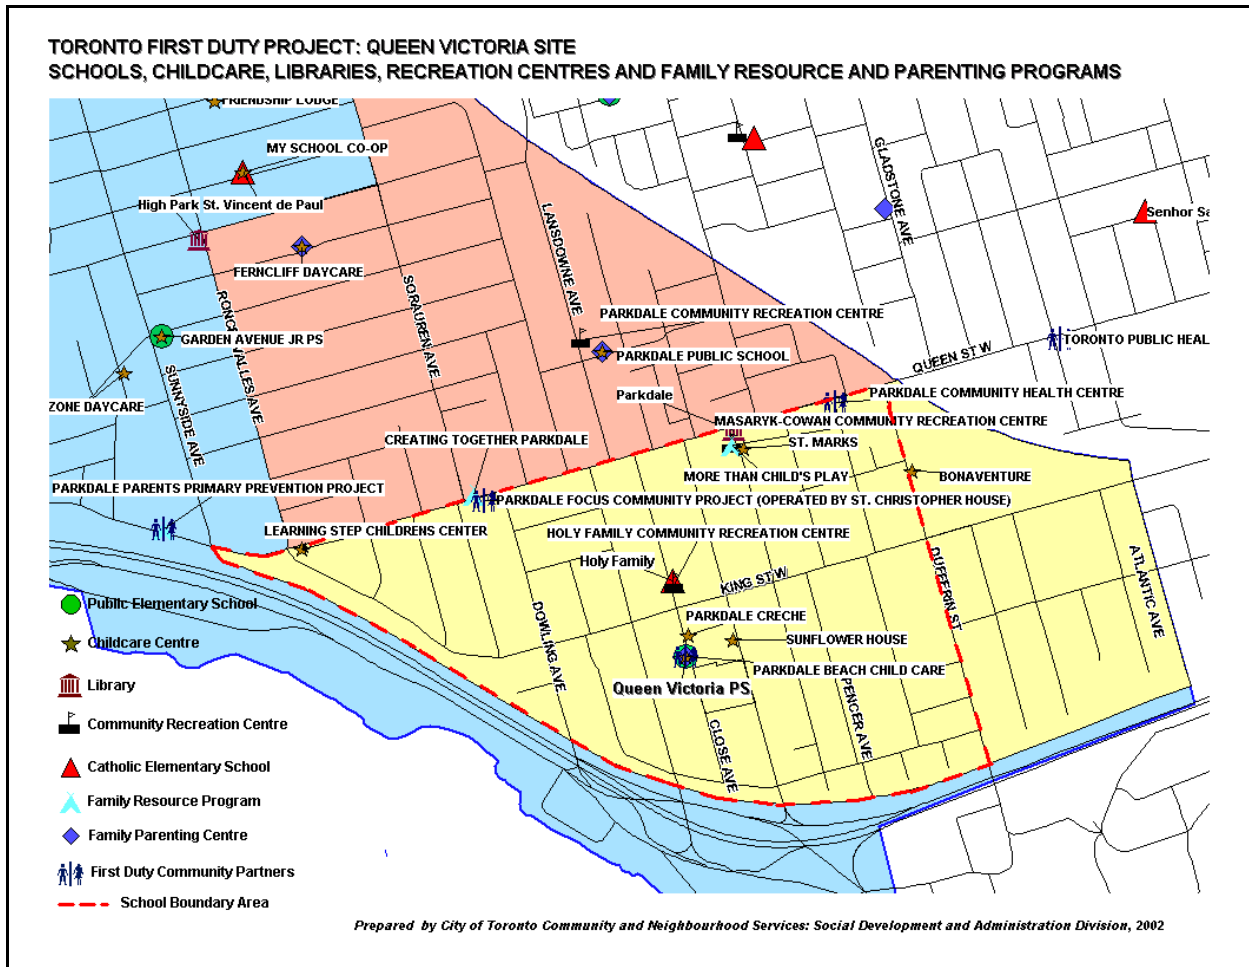 TORONTO FIRST DUTY PROJECT: QUEEN VICTORIA SITE
SCHOOLS, CHILDCARE, LIBRARIES, RECREATION CENTRES AND FAMILY RESOURCE AND PARENTING PROGRAMS
FRIENDSHIP LODGE
MY SCHOOL CO-OP
High Park St. Vincent de Paul
FERNCLIFF DAYCARE
GLADSTONE AVE
Senhor Sa
LANSDOWNE AVE
SORAUREN AVE
RONCESVALLES AVE
PARKDALE COMMUNITY RECREATION CENTRE
GARDEN AVENUE JR PS
PARKDALE PUBLIC SCHOOL
QUEEN ST W
TORONTO PUBLIC HEAL
SUNNYSIDE AVE
ZONE DAYCARE
Parkdale
PARKDALE COMMUNITY HEALTH CENTRE
MASARYK-COWAN COMMUNITY RECREATION CENTRE
CREATING TOGETHER PARKDALE
ST. MARKS
MORE THAN CHILD'S PLAY
BONAVENTURE
PARKDALE PARENTS PRIMARY PREVENTION PROJECT
PARKDALE FOCUS COMMUNITY PROJECT (OPERATED BY ST. CHRISTOPHER HOUSE)
LEARNING STEP CHILDRENS CENTER
HOLY FAMILY COMMUNITY RECREATION CENTRE
Holy Family
KING ST W
DUFFERIN ST
ATLANTIC AVE
DOWLING AVE
PARKDALE CRECHE
SUNFLOWER HOUSE
PARKDALE BEACH CHILD CARE
Queen Victoria PS
PENCER AVE
CLOSE AVE
Public Elementary School
Childcare Centre
Library
Community Recreation Centre
Catholic Elementary School
Family Resource Program
Family Parenting Centre
First Duty Community Partners
School Boundary Area
Prepared by City of Toronto Community and Neighbourhood Services: Social Development and Administration Division, 2002